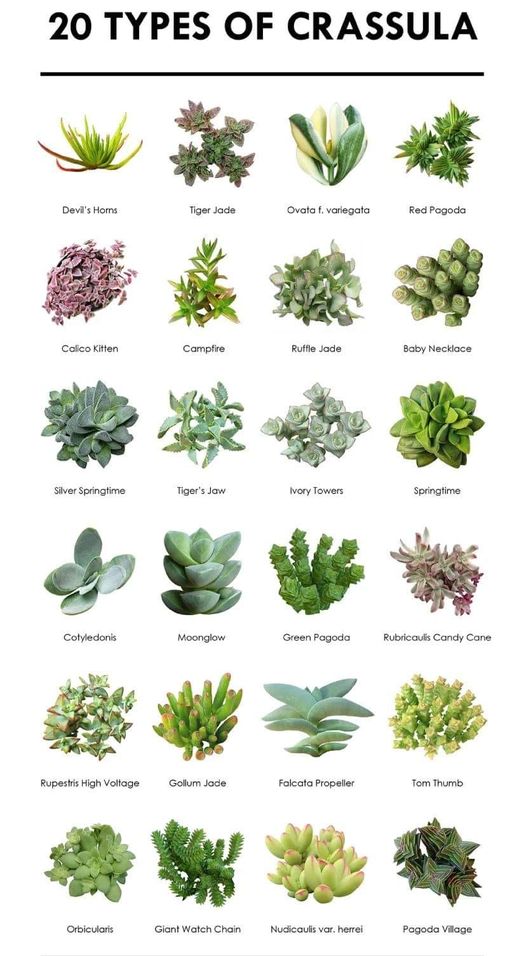 20 TYPES OF CRASSULA
Devil's Horns
Tiger Jade
Ovata f. variegata
Red Pagoda
Calico Kitten
Campfire
Ruffle Jade
Baby Necklace
Silver Springtime
Tiger's Jaw
Ivory Towers
Springtime
Cotyledonis
Moonglow
Green Pagoda
Rubricaulis Candy Cane
Rupestris High Voltage
Gollum Jade
Falcata Propeller
Tom Thumb
Orbicularis
Giant Watch Chain
Nudicaulis var. herrei
Pagoda Village